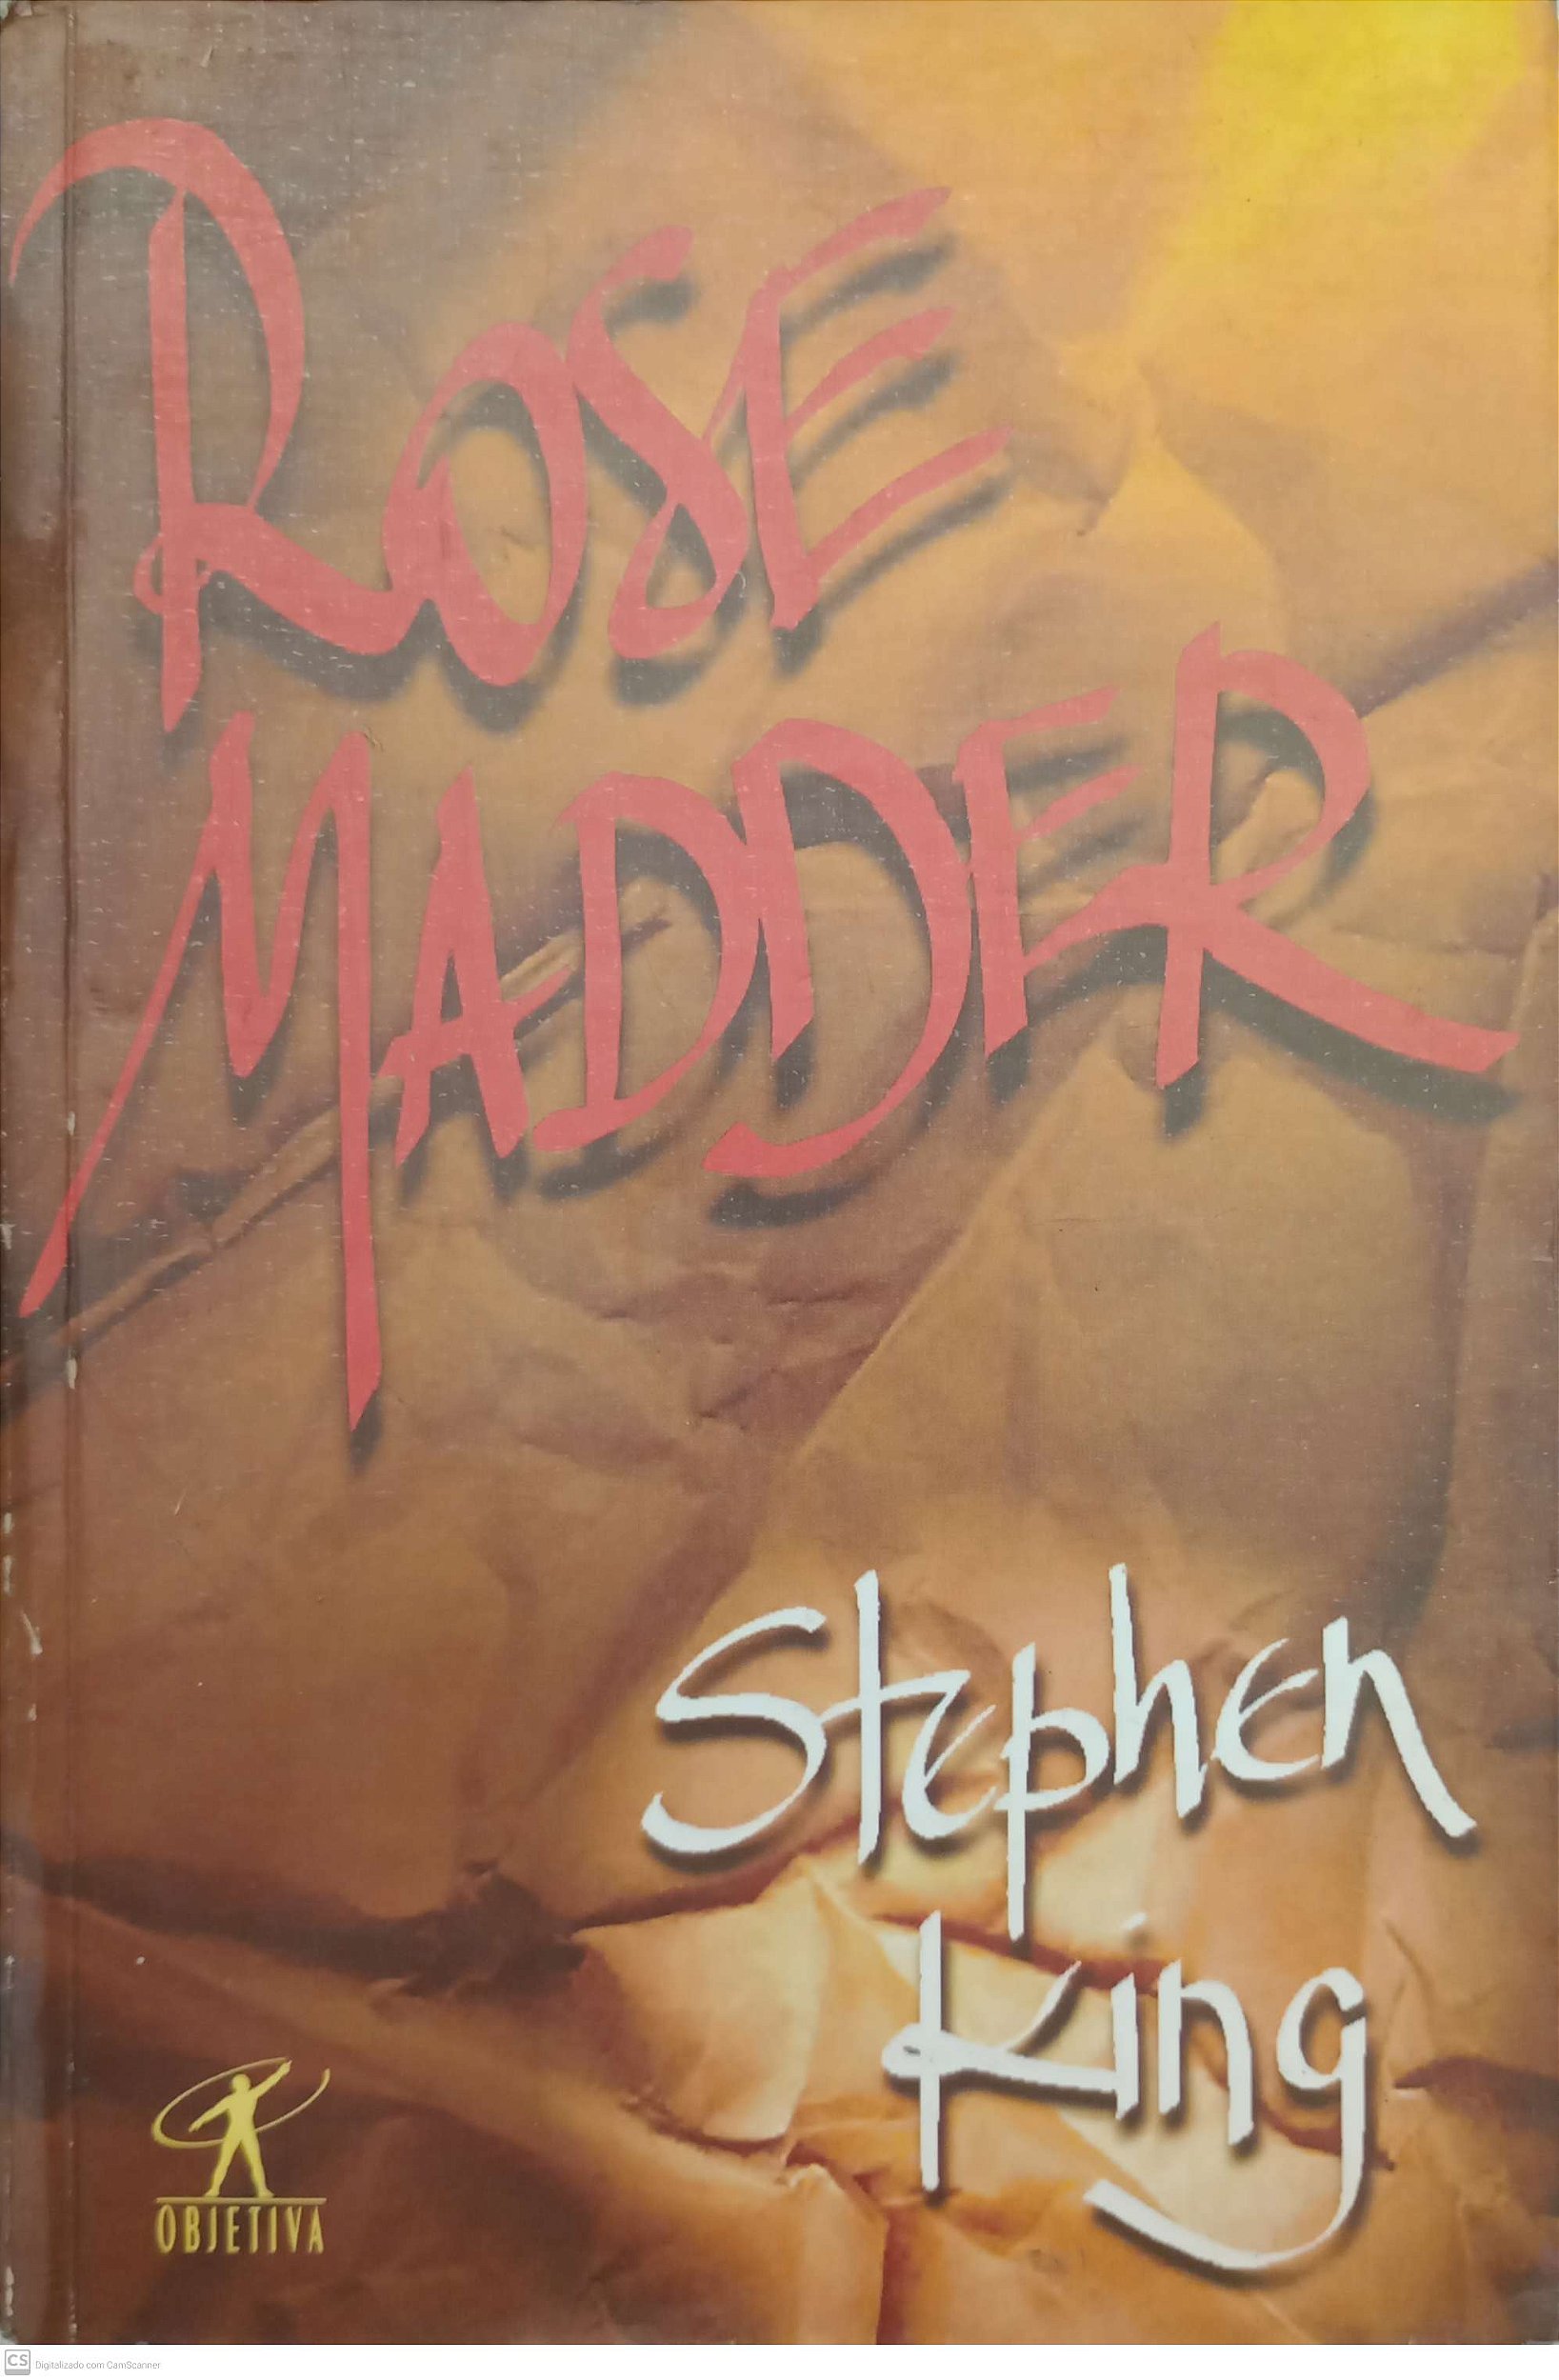 ROSE
MADDER
Stephen
King
OBJETIVA
CS Digitalizado com CamScanner